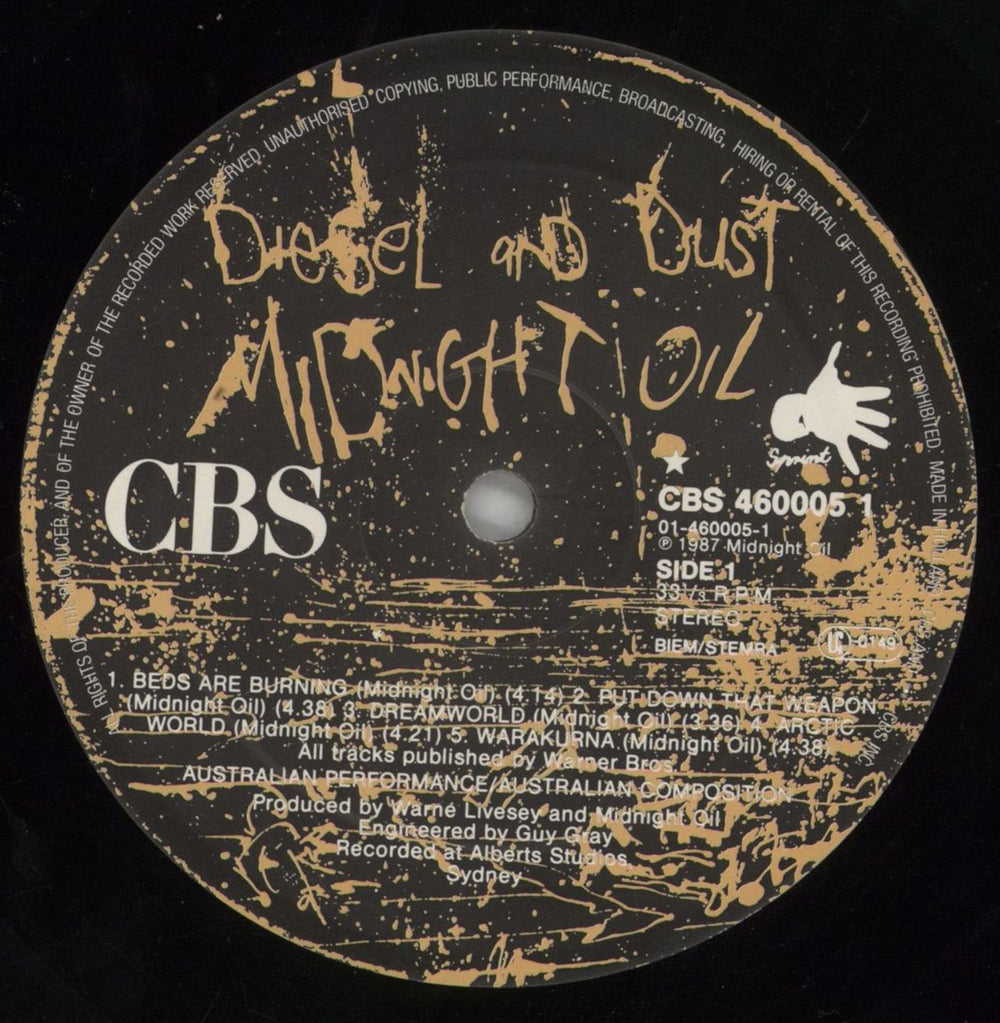 ALL RIGHTS OF THE PRODUCER AND OF THE OWNER OF THE RECORDED WORK RESERVED. UNAUTHORISED COPYING, PUBLIC PERFORMANCE, BROADCASTING, HIRING OR RENTAL OF THIS RECORDING PROHIBITED. MADE IN
Diesel and Dust
MIDNIGHT OIL
Sprint
CBS
CBS 460005 1
01-460005-1
℗ 1987 Midnight Oil
SIDE 1
33 1/3 R.P.M.
STEREO
BIEM/STEMRA
LC-0149
1. BEDS ARE BURNING (Midnight Oil) (4.14) 2. PUT DOWN THAT WEAPON
(Midnight Oil) (4.38) 3. DREAMWORLD (Midnight Oil) (3.36) 4. ARCTIC
WORLD (Midnight Oil) (4.21) 5. WARAKURNA (Midnight Oil) (4.38)
All tracks published by Warner Bros.
AUSTRALIAN PERFORMANCE/AUSTRALIAN COMPOSITION
Produced by Warne Livesey and Midnight Oil
Engineered by Guy Gray
Recorded at Alberts Studios,
Sydney